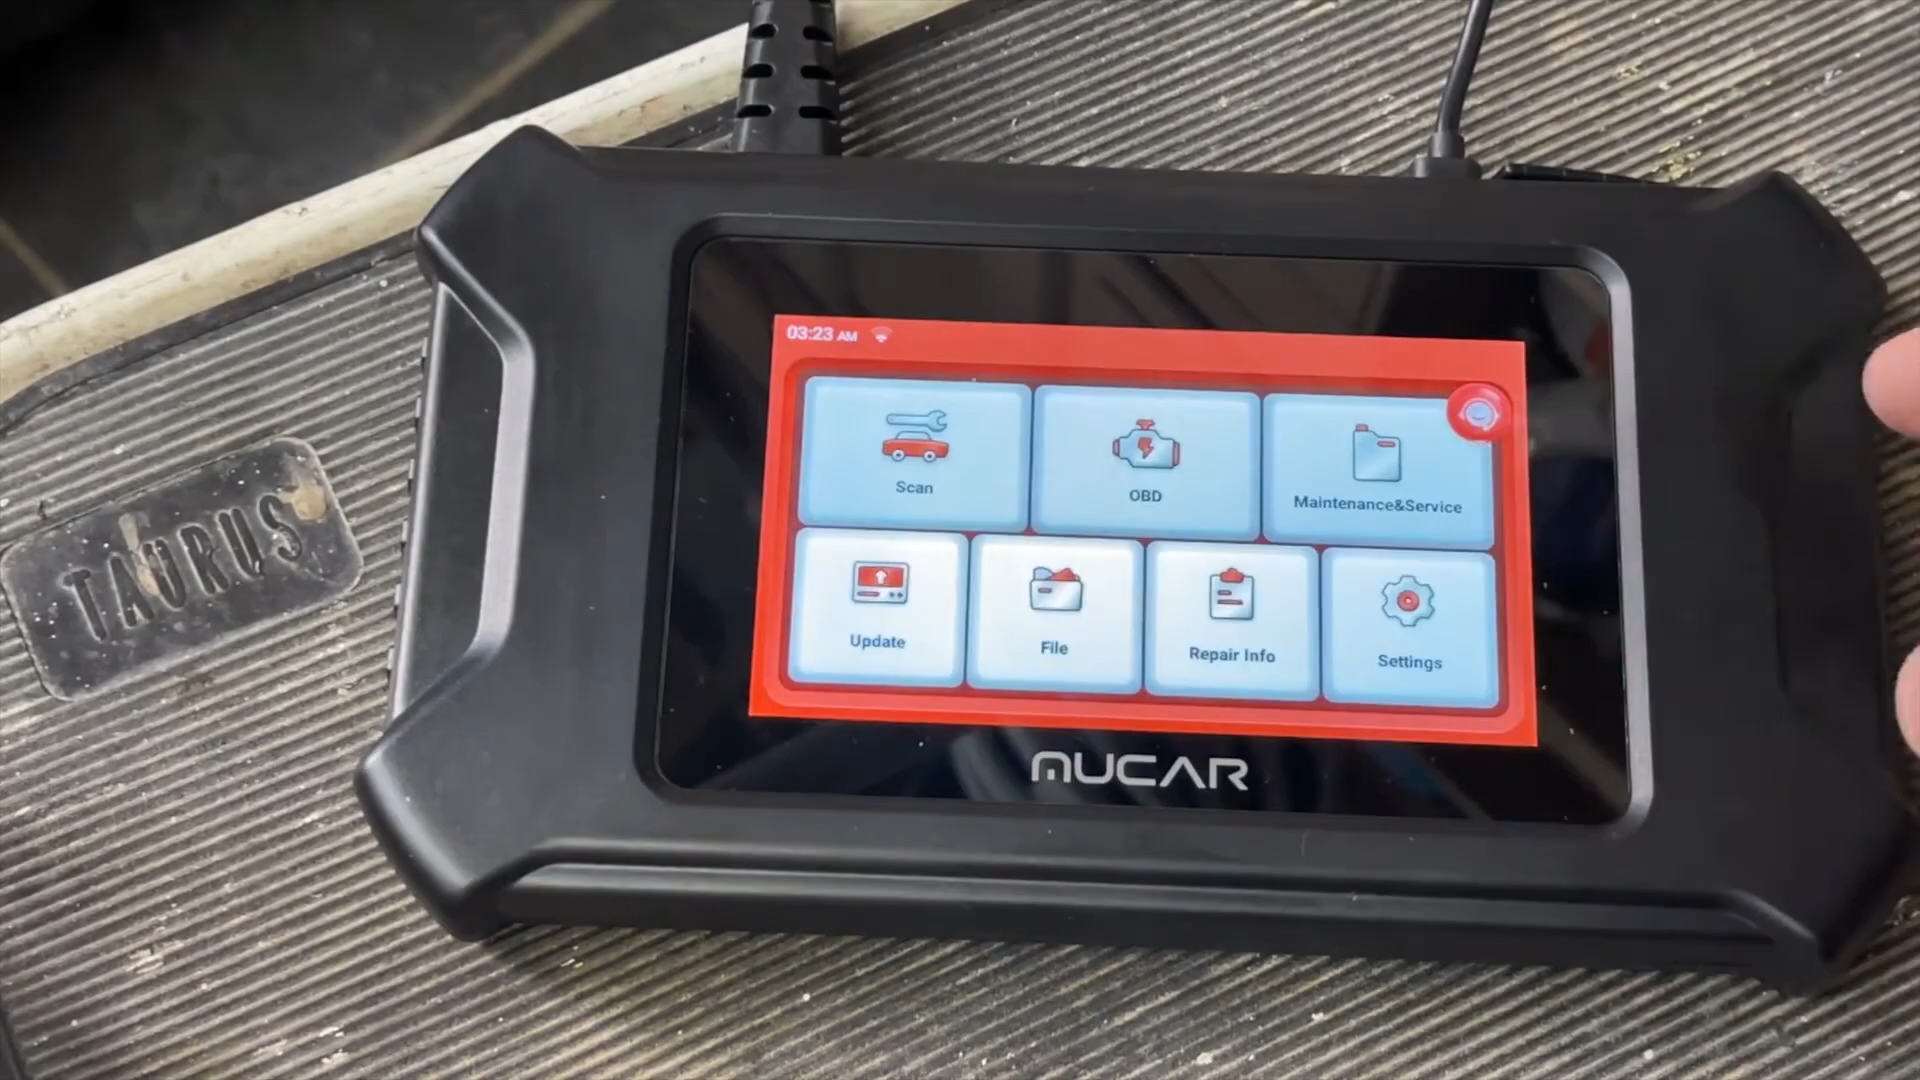 03:23 AM
Scan
OBD
Maintenance&Service
Update
File
Repair Info
Settings
MUCAR
TAURUS